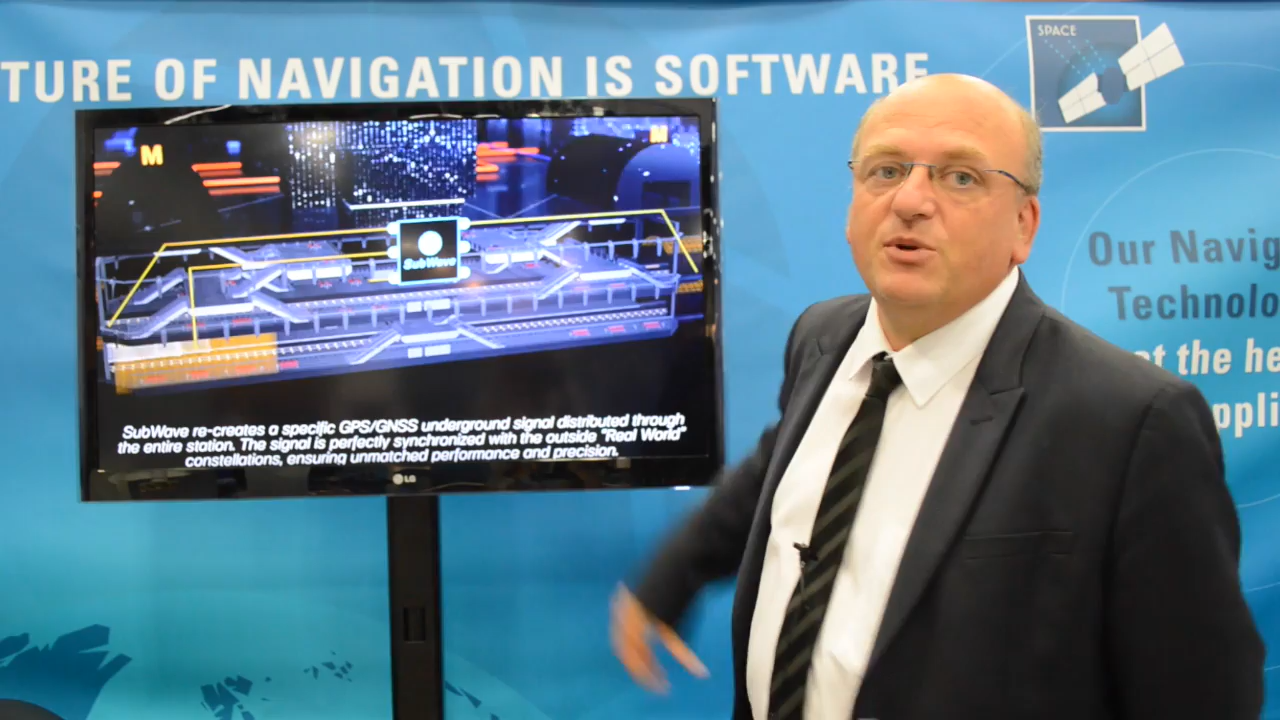 TURE OF NAVIGATION IS SOFTWARE
SPACE
M
M
SubWave
SubWave re-creates a specific GPS/GNSS underground signal distributed through
the entire station. The signal is perfectly synchronized with the outside "Real World"
constellations, ensuring unmatched performance and precision.
LG
Our Navig
Technolo
at the he
ppli